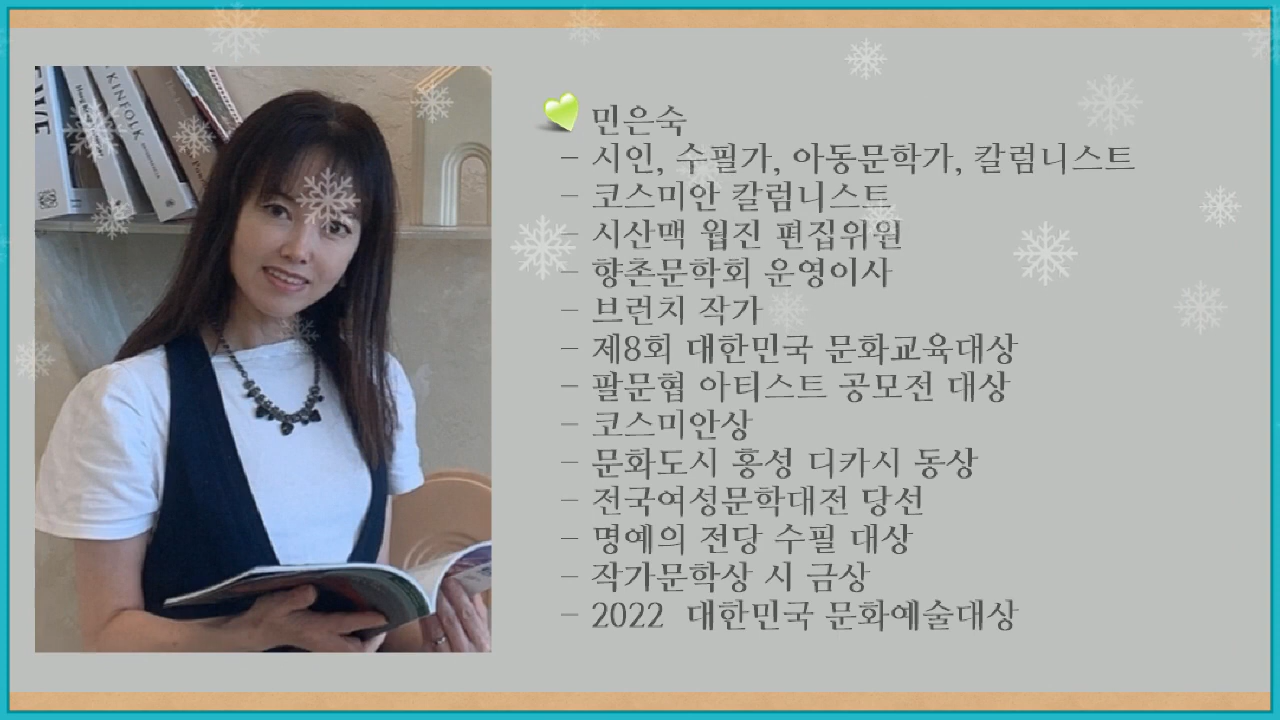 KINFOLK
민은숙
- 시인, 수필가, 아동문학가, 칼럼니스트
- 코스미안 칼럼니스트
- 시산맥 웹진 편집위원
- 향촌문학회 운영이사
- 브런치 작가
- 제8회 대한민국 문화교육대상
- 팔문협 아티스트 공모전 대상
- 코스미안상
- 문화도시 홍성 디카시 동상
- 전국여성문학대전 당선
- 명예의 전당 수필 대상
- 작가문학상 시 금상
- 2022 대한민국 문화예술대상